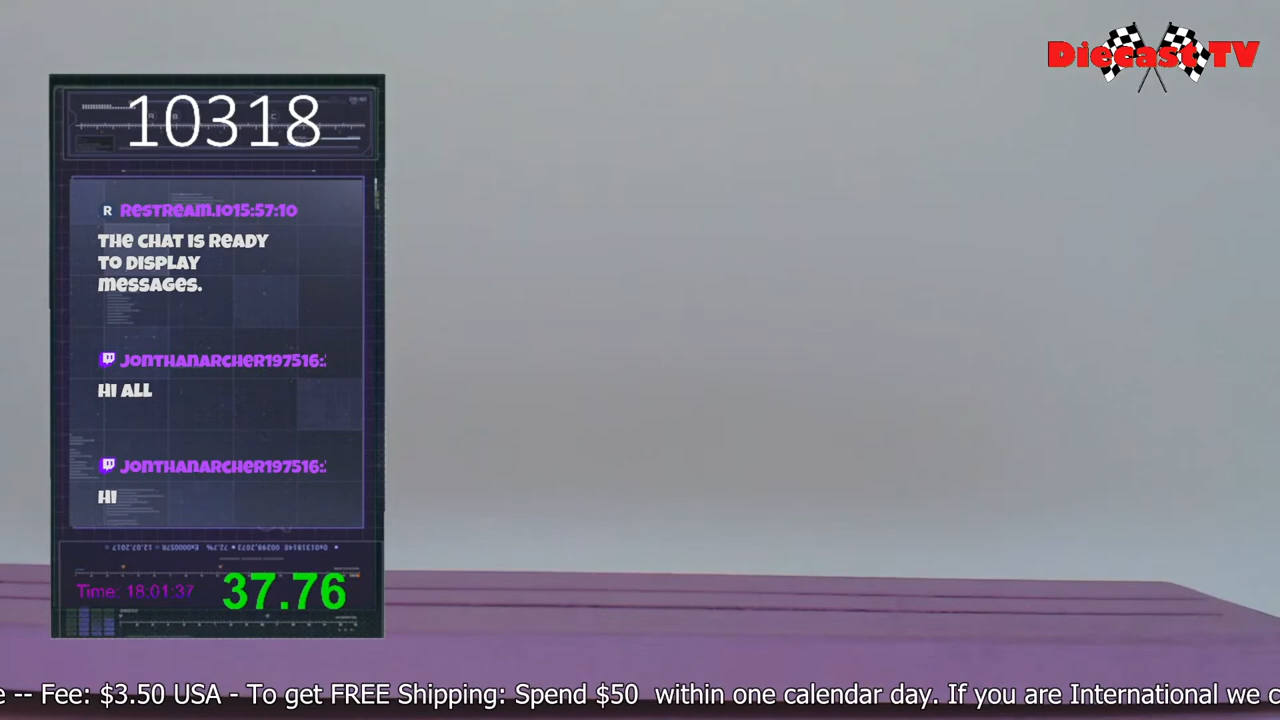 Diecast TV
10318
R Restream.io15:57:10
The chat is ready
to display
messages.
jonthanarcher197516:
Hi all
jonthanarcher197516:
Hi
Time: 18:01:37
37.76
-- Fee: $3.50 USA - To get FREE Shipping: Spend $50 within one calendar day. If you are International we